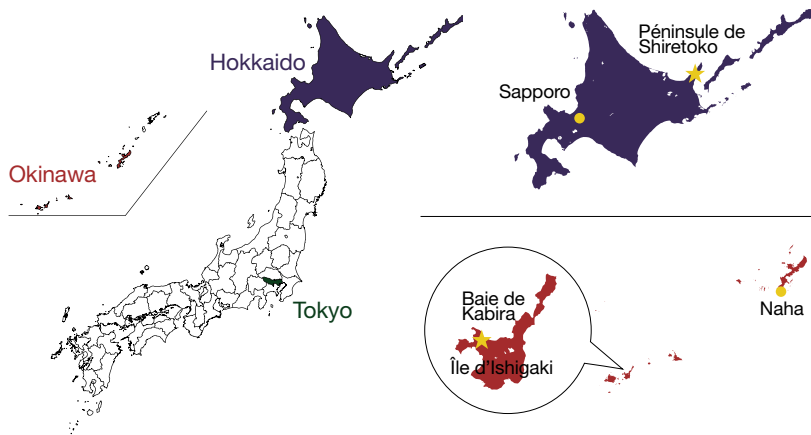 Hokkaido
Okinawa
Tokyo
Péninsule de
Shiretoko
Sapporo
Baie de
Kabira
Île d'Ishigaki
Naha